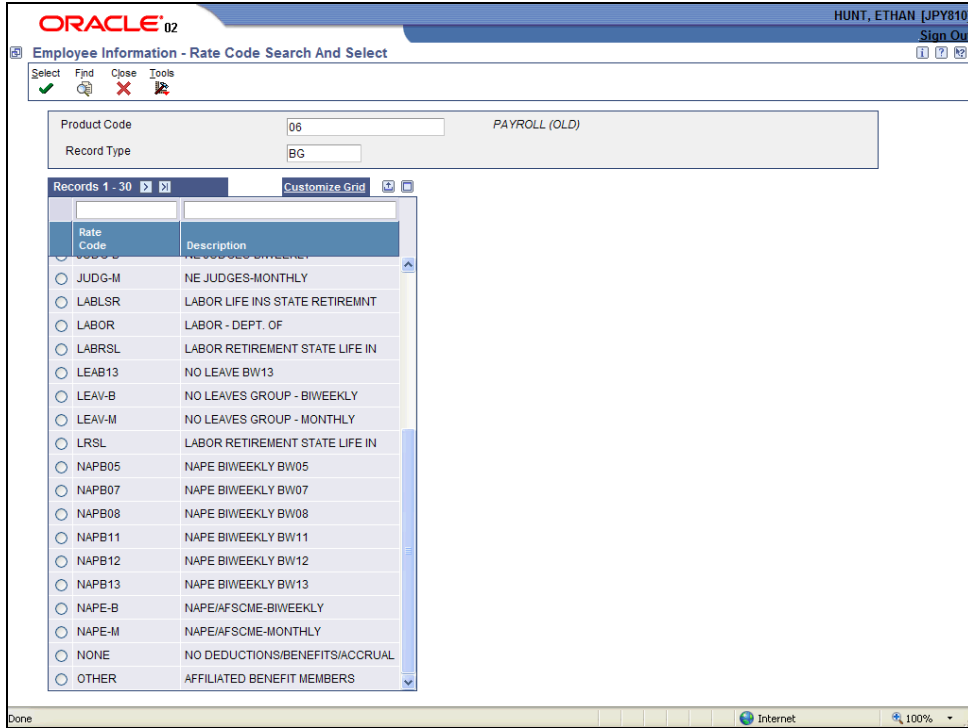 ORACLE 02
HUNT, ETHAN [JPY810]
Sign Ou
Employee Information - Rate Code Search And Select
Select Find Close Tools
Product Code 06 PAYROLL (OLD)
Record Type BG
Records 1 - 30 Customize Grid
Rate Code Description
JUDG-M NE JUDGES-MONTHLY
LABLSR LABOR LIFE INS STATE RETIREMNT
LABOR LABOR - DEPT. OF
LABRSL LABOR RETIREMENT STATE LIFE IN
LEAB13 NO LEAVE BW13
LEAV-B NO LEAVES GROUP - BIWEEKLY
LEAV-M NO LEAVES GROUP - MONTHLY
LRSL LABOR RETIREMENT STATE LIFE IN
NAPB05 NAPE BIWEEKLY BW05
NAPB07 NAPE BIWEEKLY BW07
NAPB08 NAPE BIWEEKLY BW08
NAPB11 NAPE BIWEEKLY BW11
NAPB12 NAPE BIWEEKLY BW12
NAPB13 NAPE BIWEEKLY BW13
NAPE-B NAPE/AFSCME-BIWEEKLY
NAPE-M NAPE/AFSCME-MONTHLY
NONE NO DEDUCTIONS/BENEFITS/ACCRUAL
OTHER AFFILIATED BENEFIT MEMBERS
Done Internet 100%